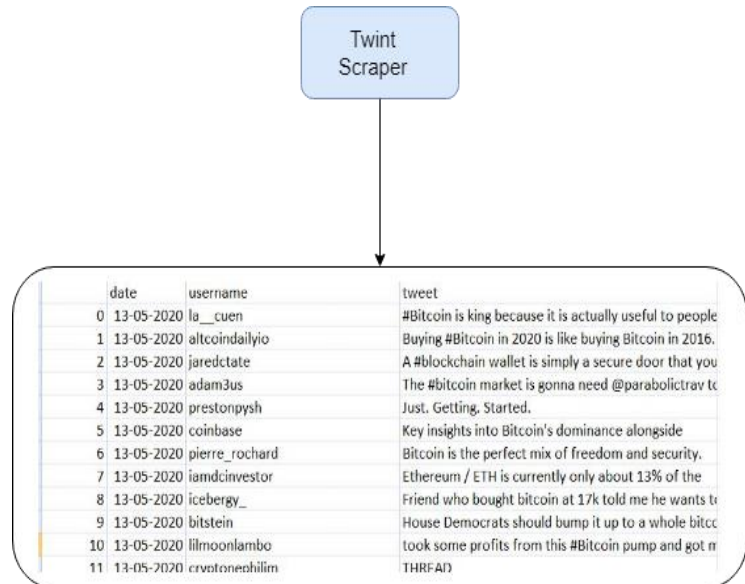 Twint
Scraper
date username tweet
0 13-05-2020 la__cuen #Bitcoin is king because it is actually useful to people
1 13-05-2020 altcoindailyio Buying #Bitcoin in 2020 is like buying Bitcoin in 2016.
2 13-05-2020 jaredctate A #blockchain wallet is simply a secure door that you
3 13-05-2020 adam3us The #bitcoin market is gonna need @parabolictrav to
4 13-05-2020 prestonpysh Just. Getting. Started.
5 13-05-2020 coinbase Key insights into Bitcoin's dominance alongside
6 13-05-2020 pierre_rochard Bitcoin is the perfect mix of freedom and security.
7 13-05-2020 iamdcinvestor Ethereum / ETH is currently only about 13% of the
8 13-05-2020 icebergy_ Friend who bought bitcoin at 17k told me he wants to
9 13-05-2020 bitstein House Democrats should bump it up to a whole bitco
10 13-05-2020 lilmoonlambo took some profits from this #Bitcoin pump and got m
11 13-05-2020 cryptonephilim THREAD